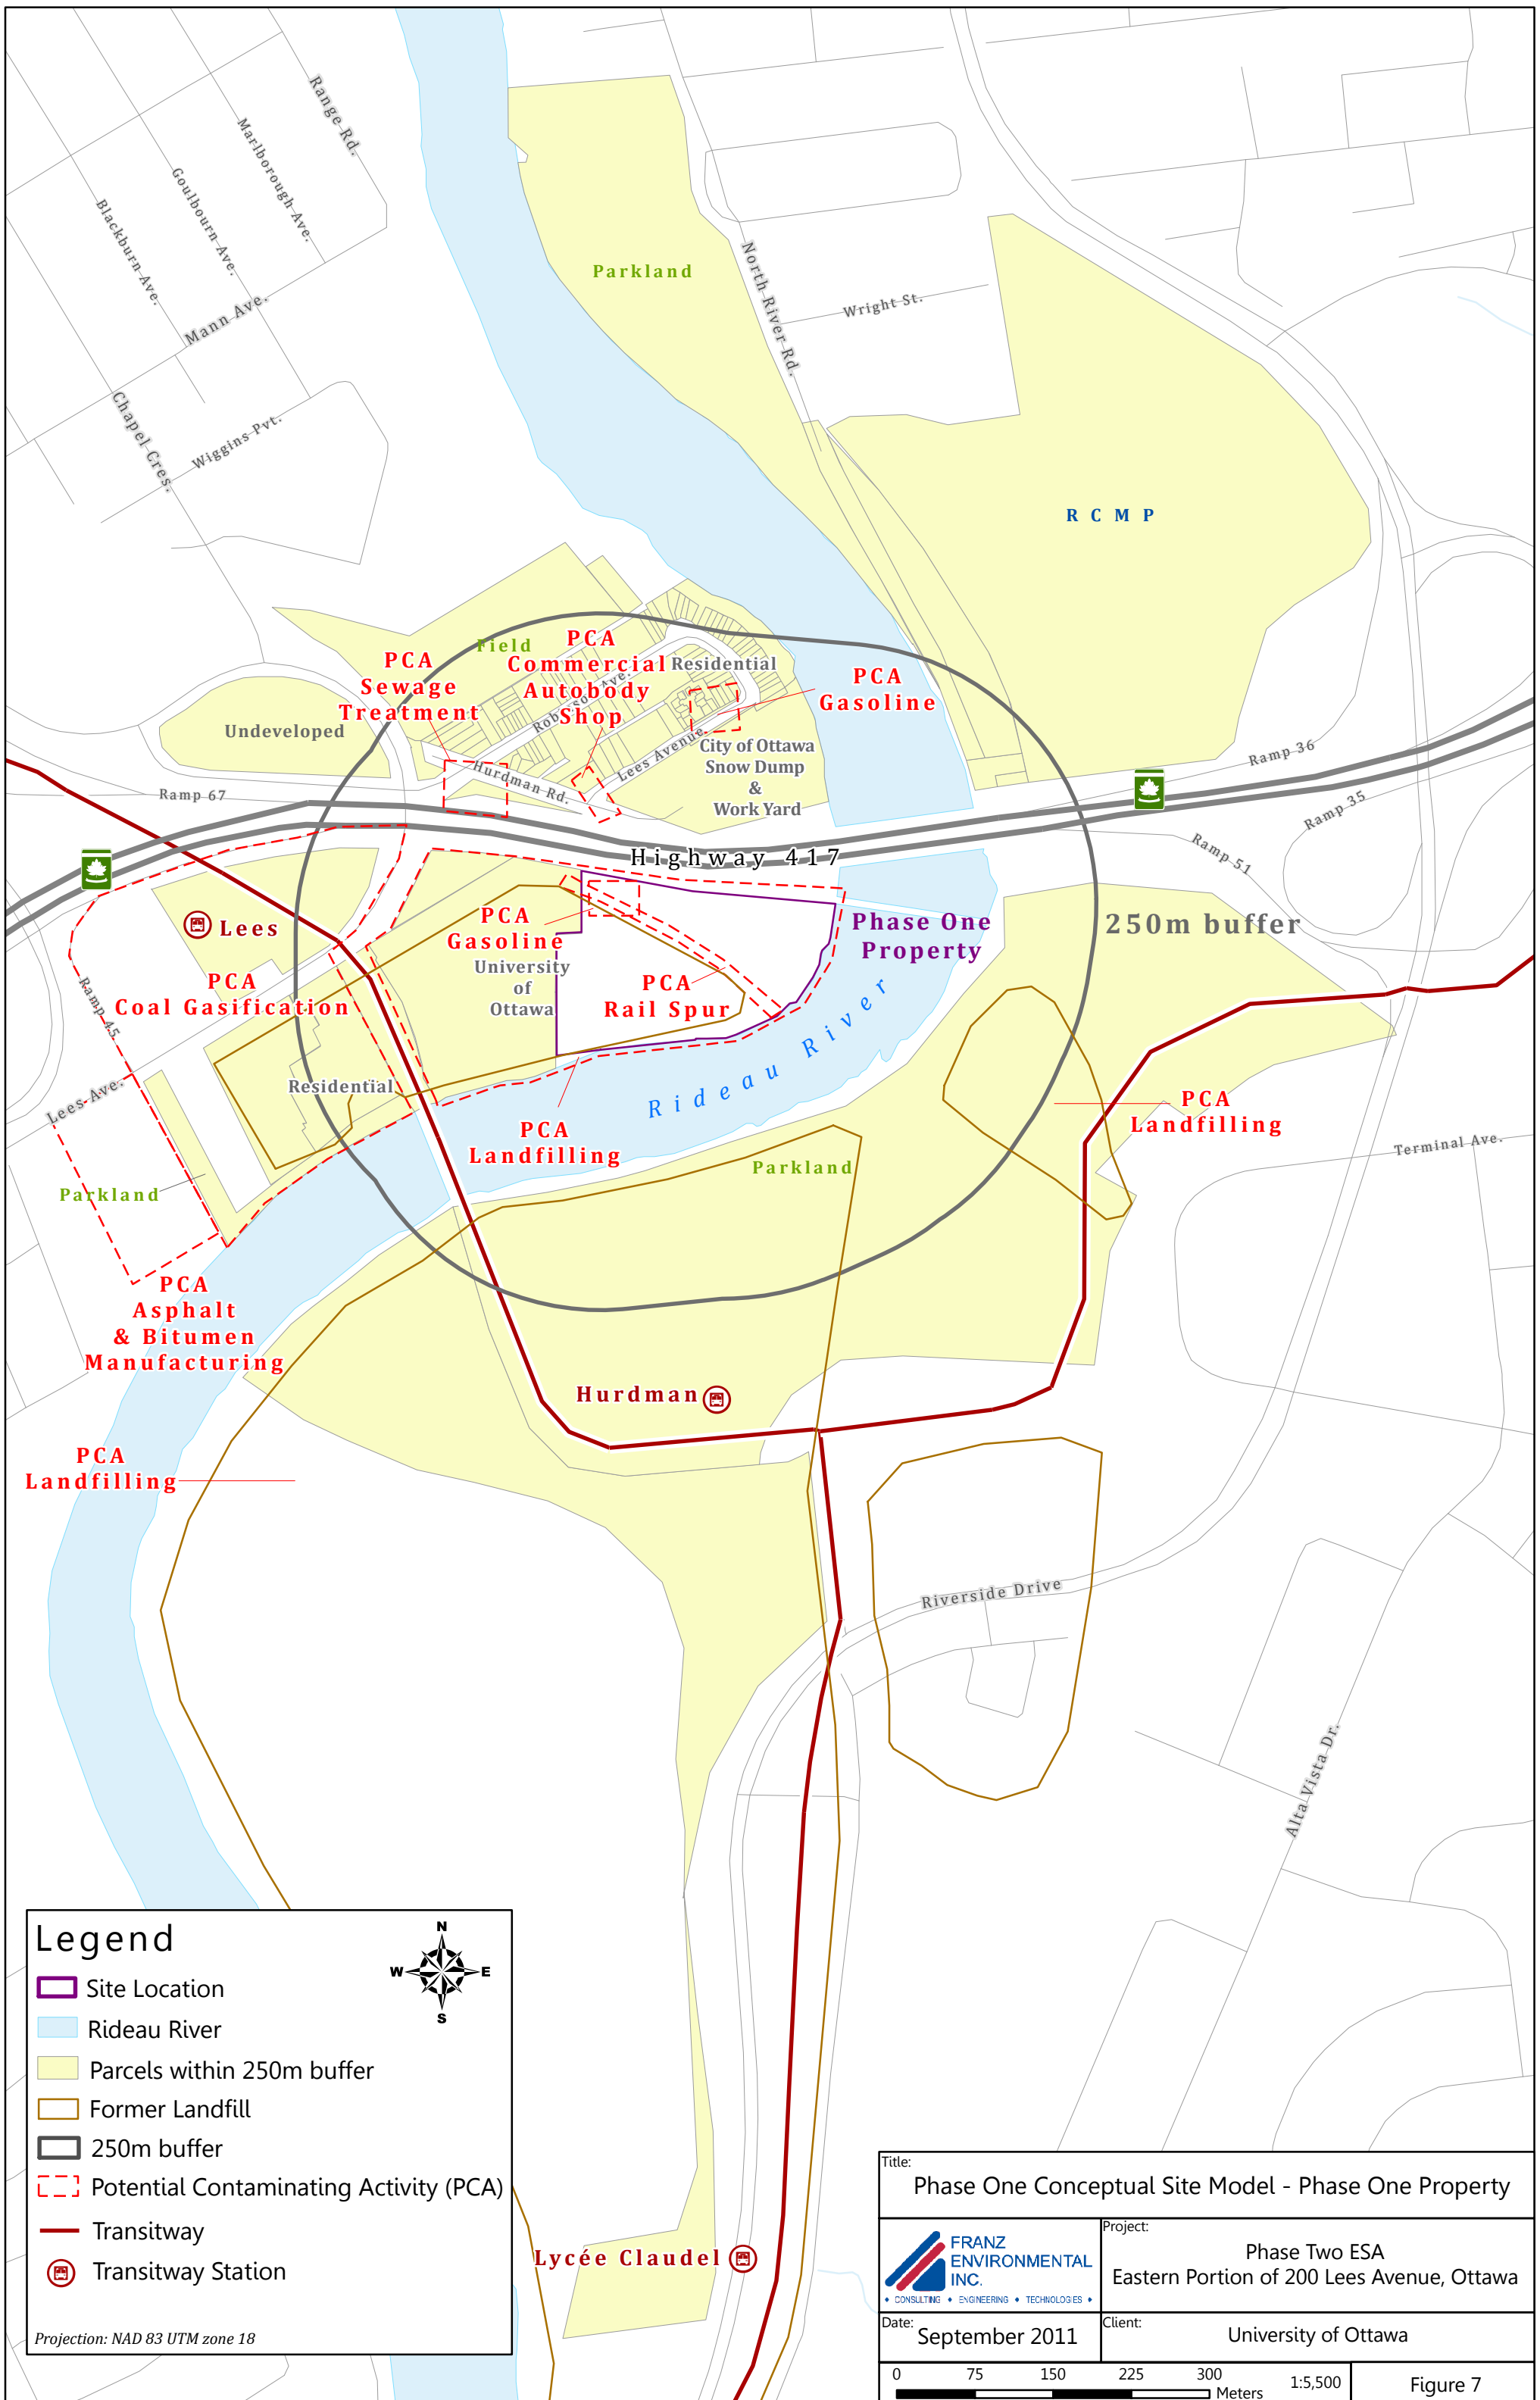 Range Rd.
Marlborough Ave.
Goulbourn Ave.
Blackburn Ave.
Mann Ave.
Chapel Cres.
Wiggins Pvt.
Parkland
North River Rd.
Wright St.
R C M P
Field
PCA
Sewage
Treatment
PCA
Commercial
Autobody
Shop
Residential
PCA
Gasoline
Undeveloped
Robinson Ave.
Lees Avenue
Hurdman Rd.
City of Ottawa
Snow Dump
&
Work Yard
Ramp 67
Ramp 36
Ramp 35
Ramp 51
Highway 417
Lees
PCA
Gasoline
Phase One
Property
250m buffer
University
of
Ottawa
PCA
Rail Spur
PCA
Coal Gasification
Ramp 45
Rideau River
Lees Ave.
Residential
PCA
Landfilling
PCA
Landfilling
Terminal Ave.
Parkland
Parkland
PCA
Asphalt
& Bitumen
Manufacturing
Hurdman
PCA
Landfilling
Riverside Drive
Alta Vista Dr.
Lycée Claudel
Legend
N
W E
S
Site Location
Rideau River
Parcels within 250m buffer
Former Landfill
250m buffer
Potential Contaminating Activity (PCA)
Transitway
Transitway Station
Projection: NAD 83 UTM zone 18
Title:
Phase One Conceptual Site Model - Phase One Property
FRANZ
ENVIRONMENTAL
INC.
CONSULTING ♦ ENGINEERING ♦ TECHNOLOGIES
Project:
Phase Two ESA
Eastern Portion of 200 Lees Avenue, Ottawa
Date:
September 2011
Client:
University of Ottawa
0 75 150 225 300
Meters
1:5,500
Figure 7